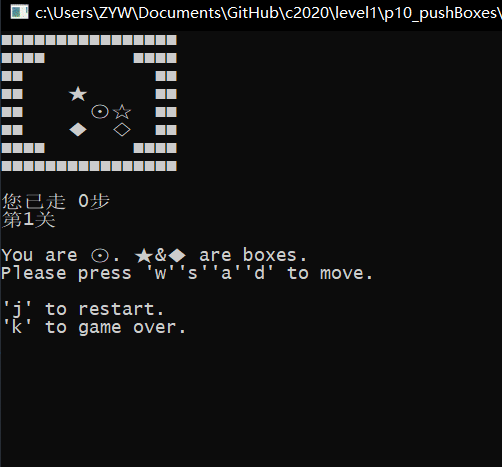 c:\Users\ZYW\Documents\GitHub\c2020\level1\p10_pushBoxes\
您已走 0步
第1关
You are ⊙. ★&◆ are boxes.
Please press 'w''s''a''d' to move.
'j' to restart.
'k' to game over.